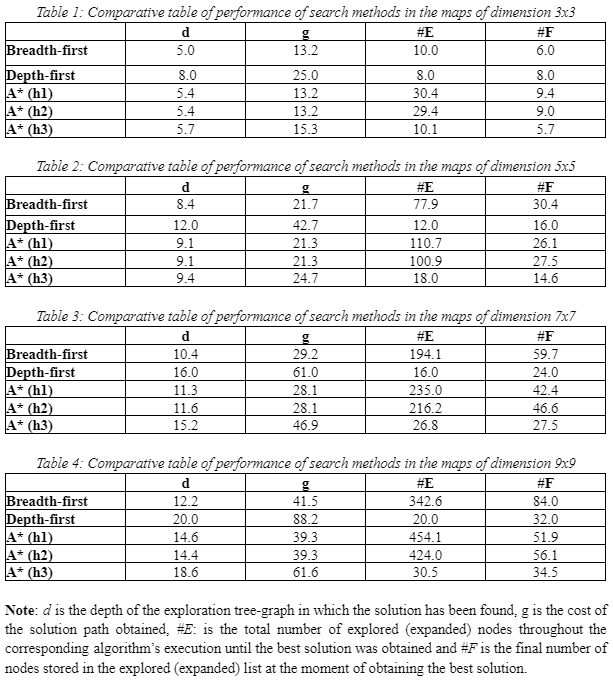 Table 1: Comparative table of performance of search methods in the maps of dimension 3x3
d g #E #F
Breadth-first 5.0 13.2 10.0 6.0
Depth-first 8.0 25.0 8.0 8.0
A* (h1) 5.4 13.2 30.4 9.4
A* (h2) 5.4 13.2 29.4 9.0
A* (h3) 5.7 15.3 10.1 5.7
Table 2: Comparative table of performance of search methods in the maps of dimension 5x5
d g #E #F
Breadth-first 8.4 21.7 77.9 30.4
Depth-first 12.0 42.7 12.0 16.0
A* (h1) 9.1 21.3 110.7 26.1
A* (h2) 9.1 21.3 100.9 27.5
A* (h3) 9.4 24.7 18.0 14.6
Table 3: Comparative table of performance of search methods in the maps of dimension 7x7
d g #E #F
Breadth-first 10.4 29.2 194.1 59.7
Depth-first 16.0 61.0 16.0 24.0
A* (h1) 11.3 28.1 235.0 42.4
A* (h2) 11.6 28.1 216.2 46.6
A* (h3) 15.2 46.9 26.8 27.5
Table 4: Comparative table of performance of search methods in the maps of dimension 9x9
d g #E #F
Breadth-first 12.2 41.5 342.6 84.0
Depth-first 20.0 88.2 20.0 32.0
A* (h1) 14.6 39.3 454.1 51.9
A* (h2) 14.4 39.3 424.0 56.1
A* (h3) 18.6 61.6 30.5 34.5
Note: d is the depth of the exploration tree-graph in which the solution has been found, g is the cost of
the solution path obtained, #E: is the total number of explored (expanded) nodes throughout the
corresponding algorithm's execution until the best solution was obtained and #F is the final number of
nodes stored in the explored (expanded) list at the moment of obtaining the best solution.